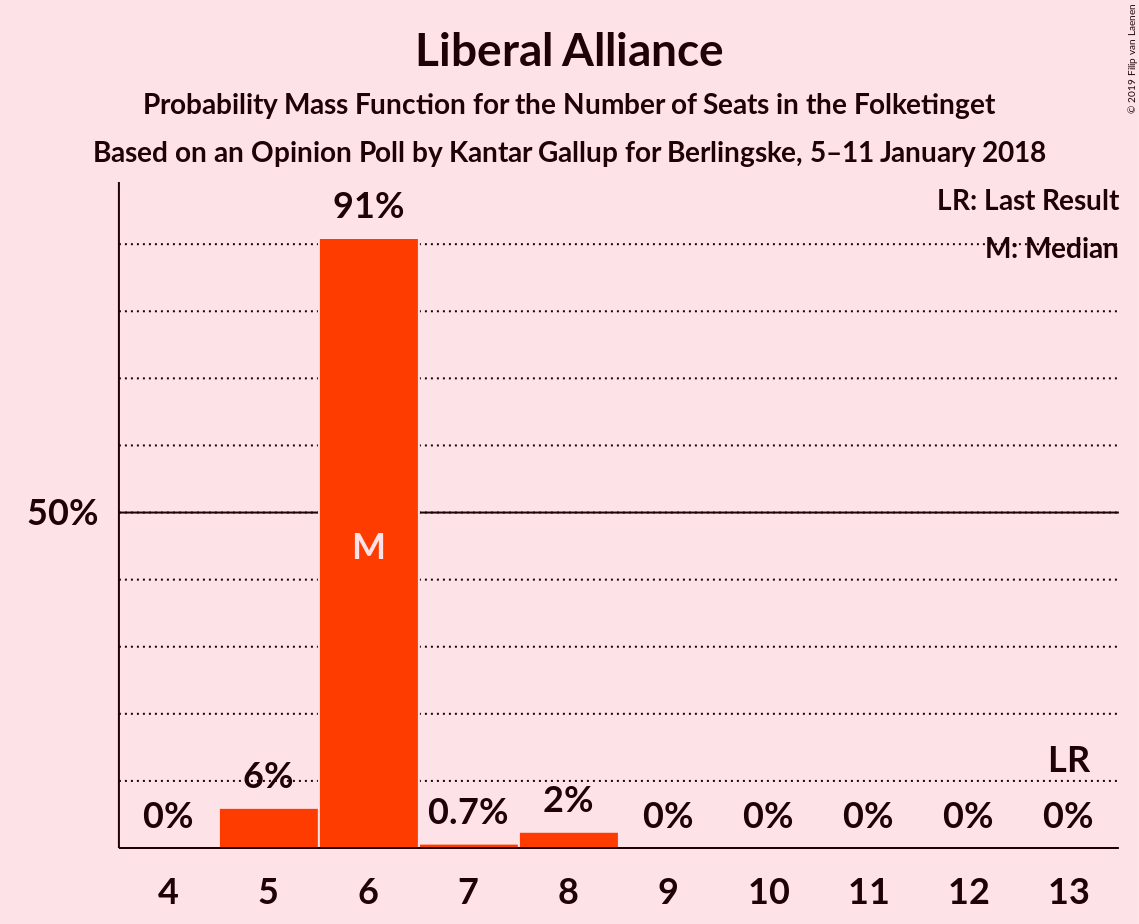 Liberal Alliance
Probability Mass Function for the Number of Seats in the Folketinget
Based on an Opinion Poll by Kantar Gallup for Berlingske, 5–11 January 2018
© 2019 Filip van Laenen
LR: Last Result
M: Median
91%
50%
M
LR
6%
2%
0.7%
0% 0% 0% 0% 0% 0%
4 5 6 7 8 9 10 11 12 13